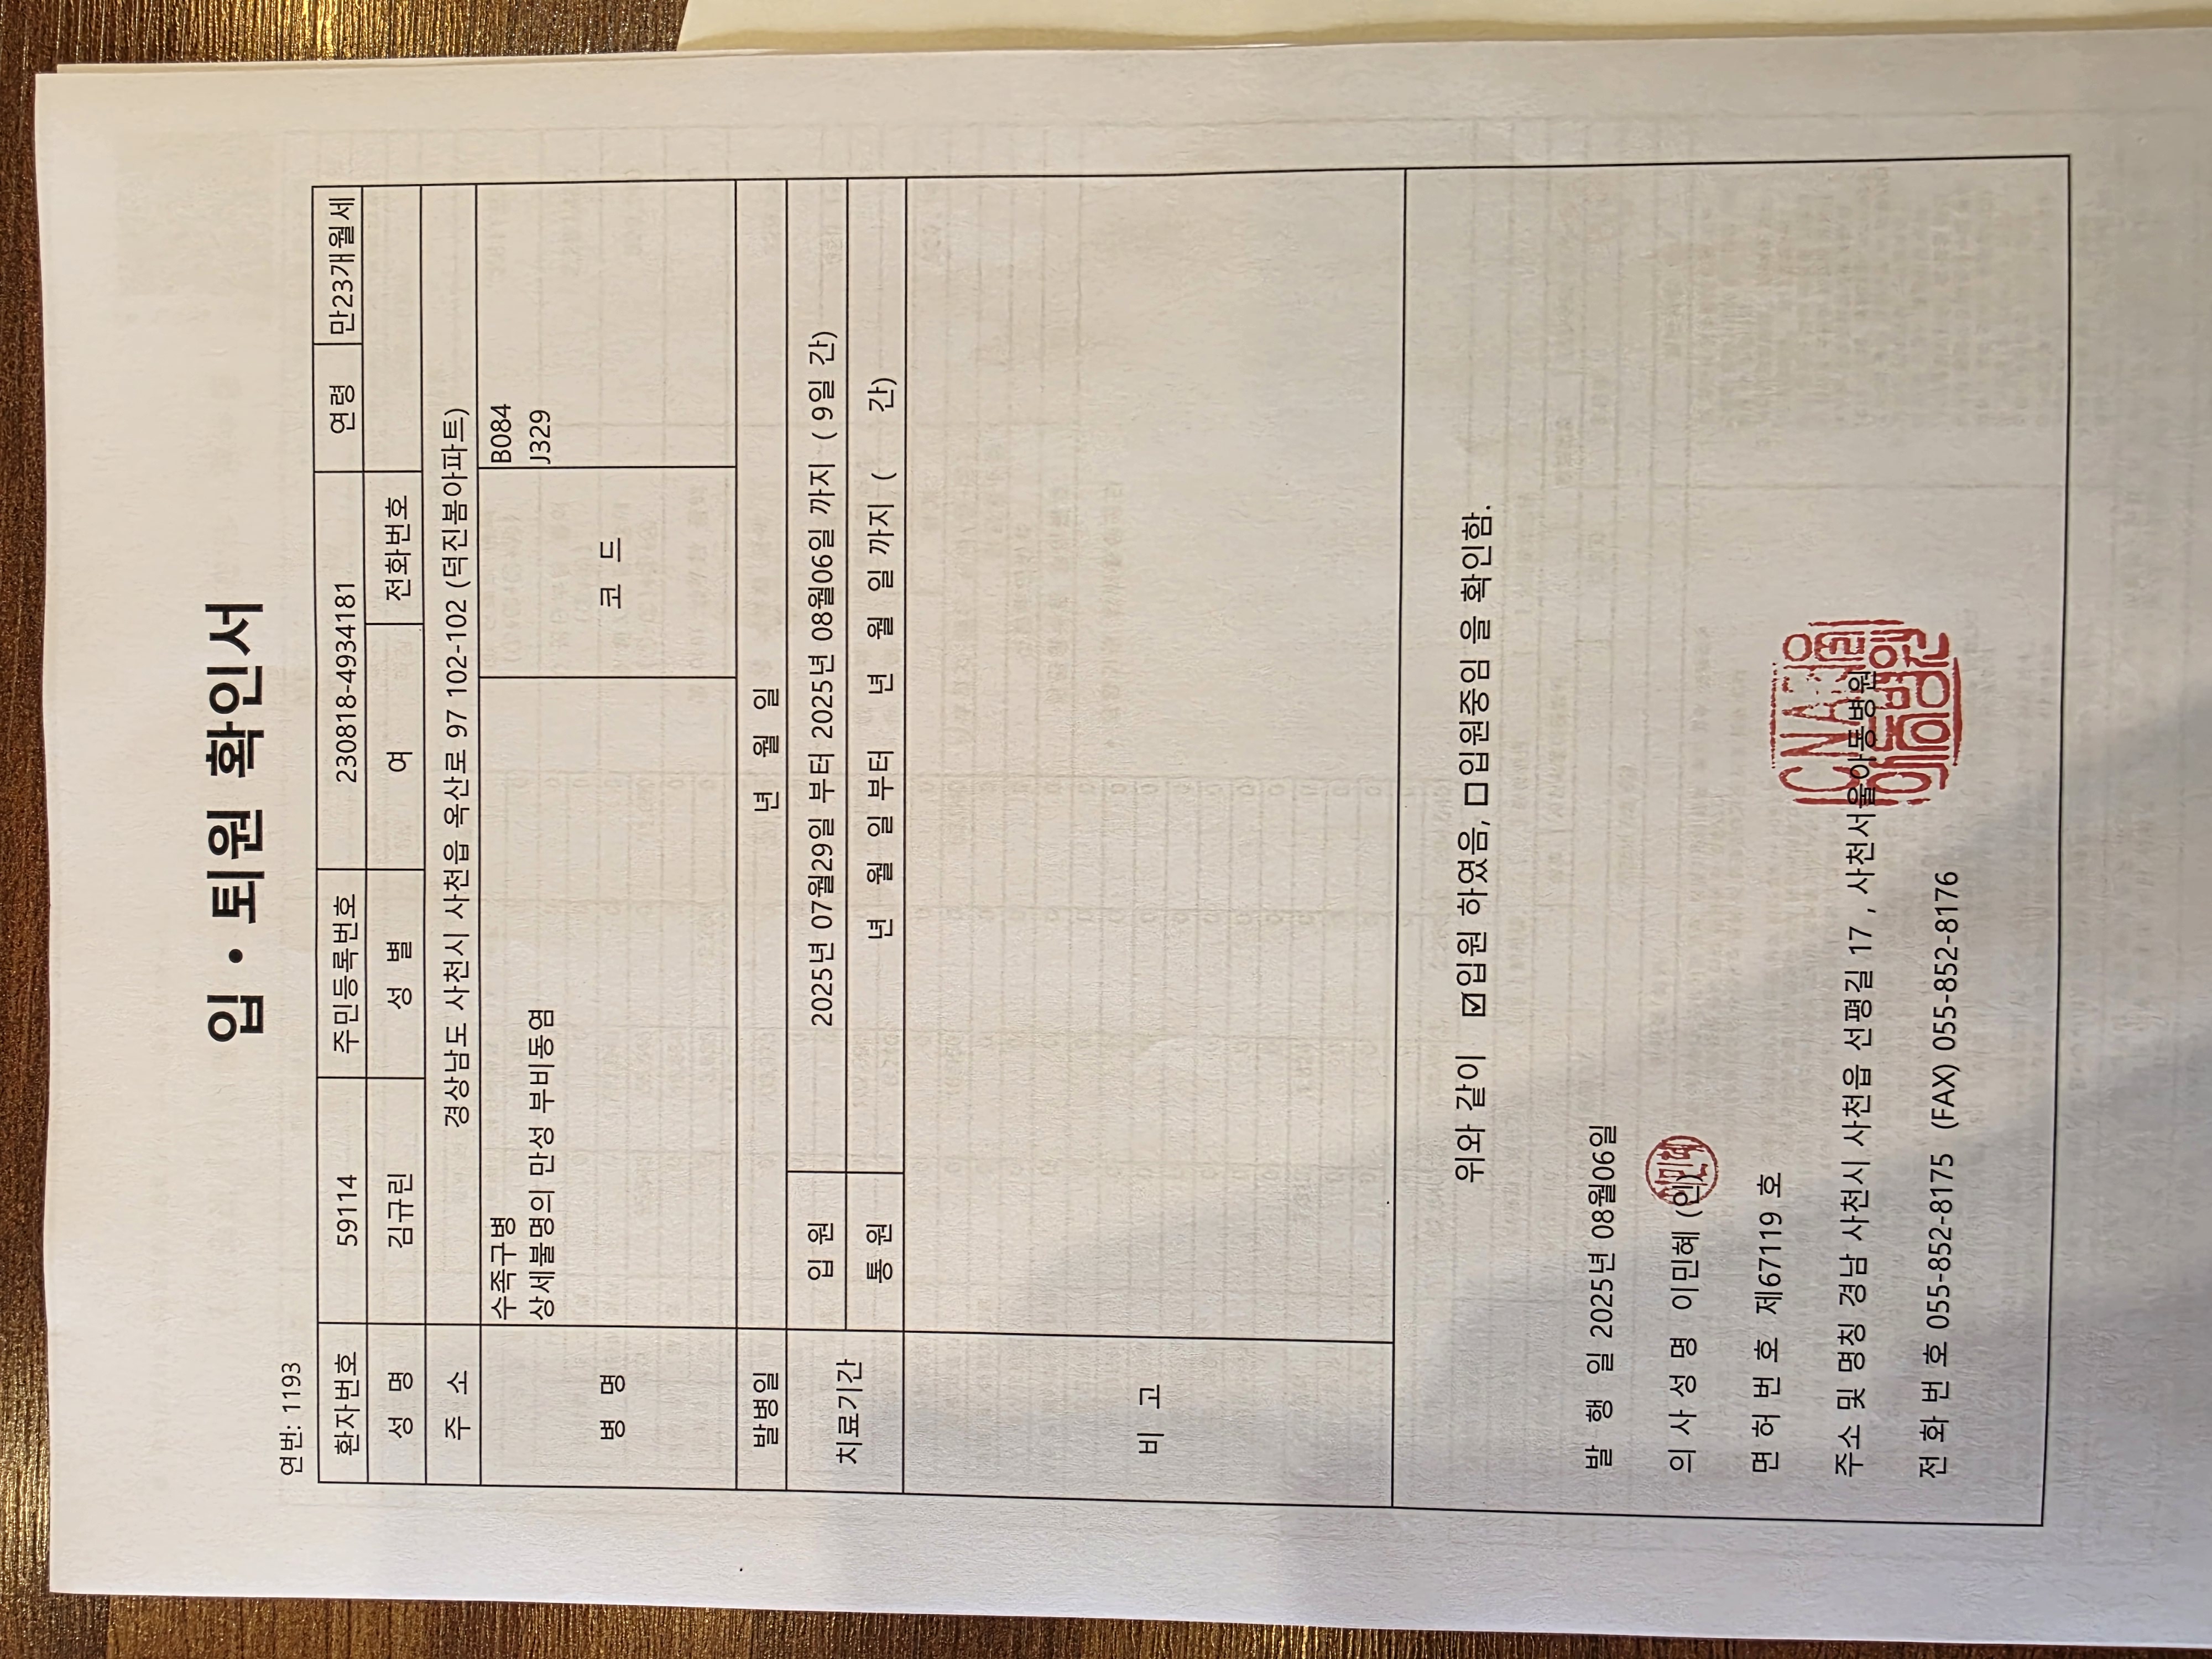 입 · 퇴원 확인서
연번: 1193
환자번호 59114 주민등록번호 230818-4934181 연령 만23개월세
성 명 김규린 성 별 여 전화번호
주 소 경상남도 사천시 사천읍 옥산로 97 102-102 (덕진봄아파트)
병 명 수족구병 코 드 B084
상세불명의 만성 부비동염 J329
발병일 년 월 일
치료기간 입 원 2025년 07월29일 부터 2025년 08월06일 까지 ( 9일 간)
통 원 년 월 일 부터 년 월 일 까지 ( 간)
비 고
위와 같이 ☑입원 하였음, □입원중임 을 확인함.
발 행 일 2025년 08월06일
의 사 성 명 이민혜 (인)
면 허 번 호 제67119 호
주소 및 명칭 경남 사천시 사천읍 선평길 17 , 사천서울아동병원
전 화 번 호 055-852-8175 (FAX) 055-852-8176